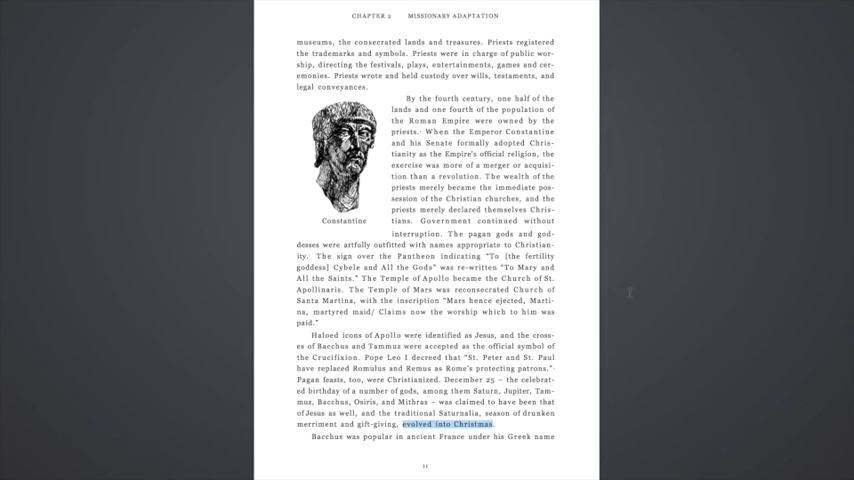 CHAPTER 2 MISSIONARY ADAPTATION
museums, the consecrated lands and treasures. Priests registered
the trademarks and symbols. Priests were in charge of public wor-
ship, directing the festivals, plays, entertainments, games and cer-
emonies. Priests wrote and held custody over wills, testaments, and
legal conveyances.
By the fourth century, one half of the
lands and one fourth of the population of
the Roman Empire were owned by the
priests. When the Emperor Constantine
and his Senate formally adopted Chris-
tianity as the Empire's official religion, the
exercise was more of a merger or acquisi-
tion than a revolution. The wealth of the
priests merely became the immediate pos-
session of the Christian churches, and the
priests merely declared themselves Chris-
tians. Government continued without
interruption. The pagan gods and god-
Constantine
desses were artfully outfitted with names appropriate to Christian-
ity. The sign over the Pantheon indicating “To [the fertility
goddess] Cybele and All the Gods” was re-written “To Mary and
All the Saints.” The Temple of Apollo became the Church of St.
Apollinaris. The Temple of Mars was reconsecrated Church of
Santa Martina, with the inscription “Mars hence ejected, Marti-
na, martyred maid/ Claims now the worship which to him was
paid.”
Haloed icons of Apollo were identified as Jesus, and the cross-
es of Bacchus and Tammuz were accepted as the official symbol of
the Crucifixion. Pope Leo I decreed that “St. Peter and St. Paul
have replaced Romulus and Remus as Rome's protecting patrons.”
Pagan feasts, too, were Christianized. December 25 – the celebrat-
ed birthday of a number of gods, among them Saturn, Jupiter, Tam-
muz, Bacchus, Osiris, and Mithras – was claimed to have been that
of Jesus as well, and the traditional Saturnalia, season of drunken
merriment and gift-giving, evolved into Christmas.
Bacchus was popular in ancient France under his Greek name
11